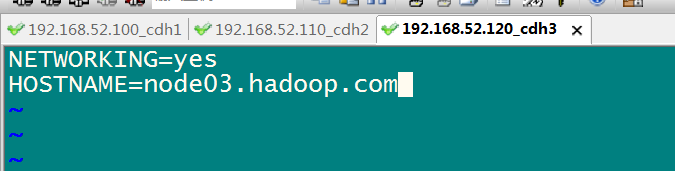 192.168.52.100_cdh1 192.168.52.110_cdh2 192.168.52.120_cdh3 ×
NETWORKING=yes
HOSTNAME=node03.hadoop.com
~
~
~